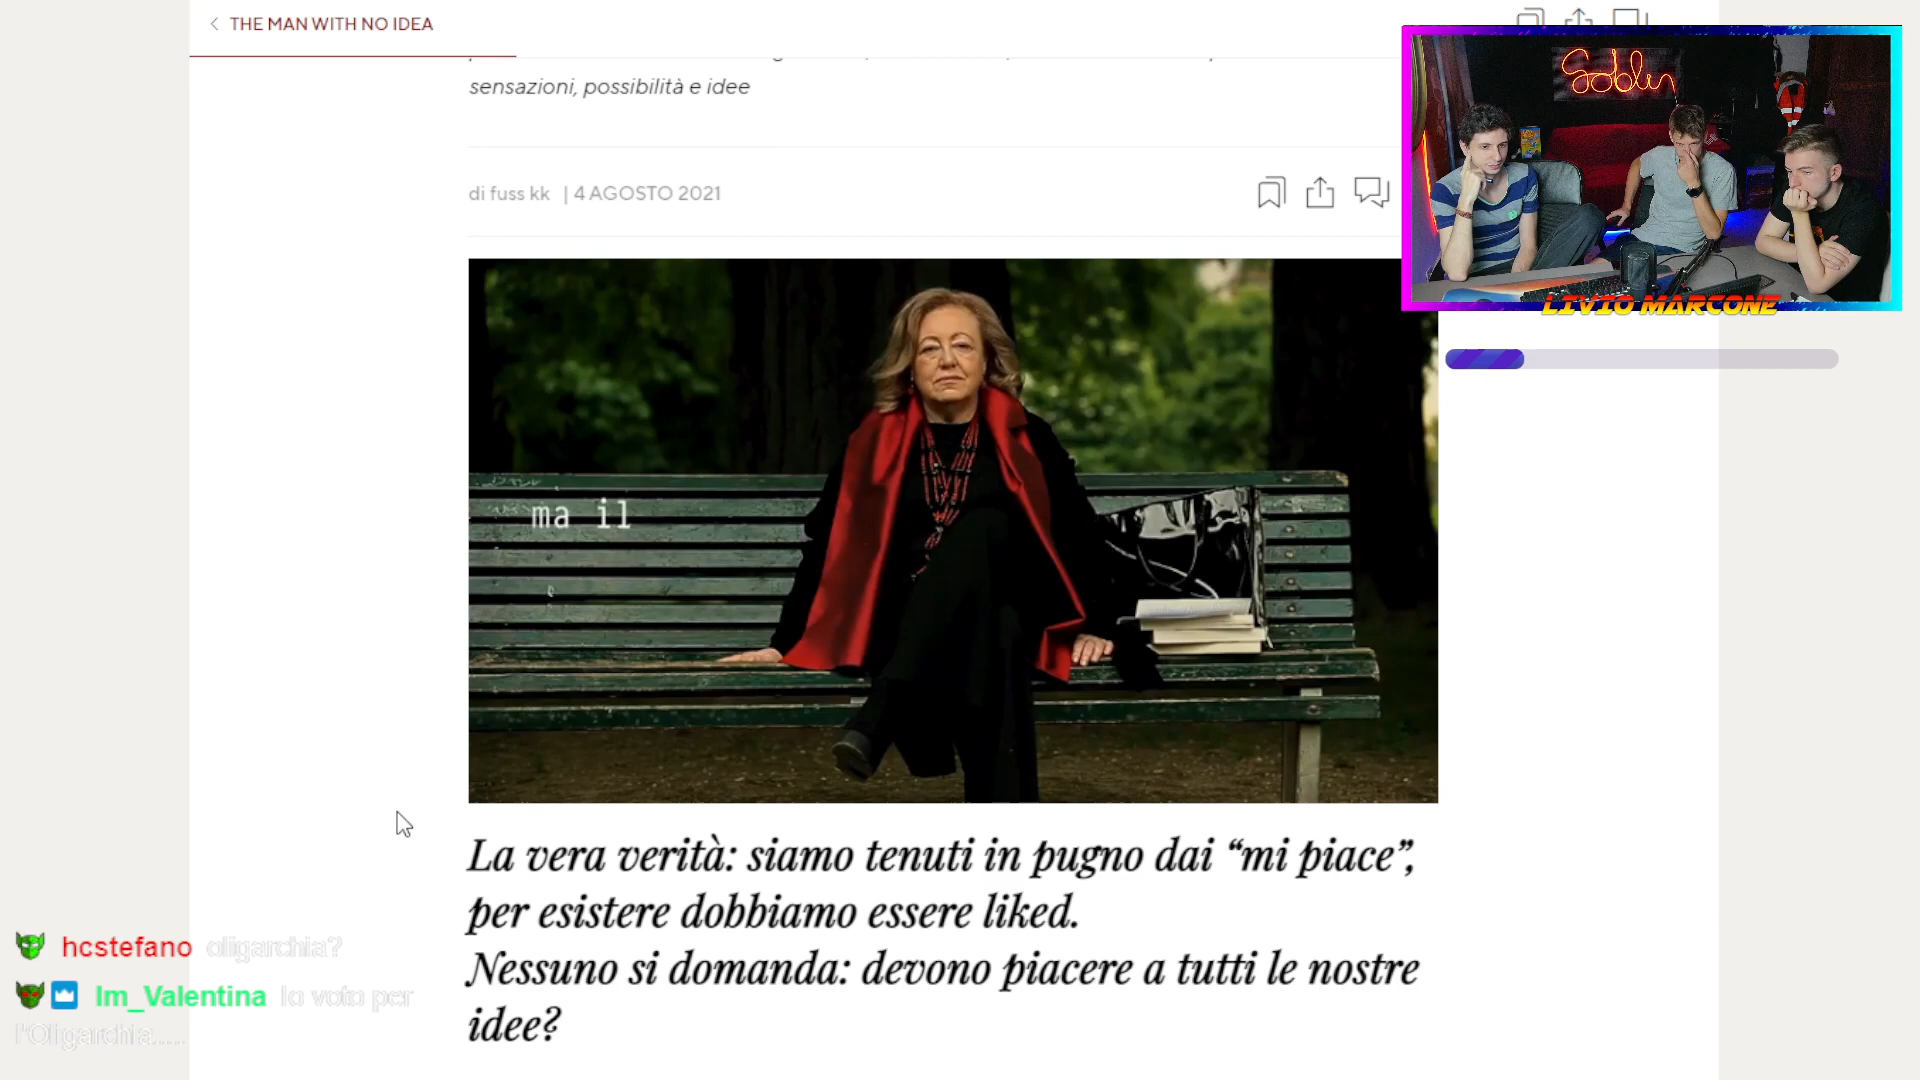 THE MAN WITH NO IDEA
sensazioni, possibilità e idee
di fuss kk | 4 AGOSTO 2021
Goblin
LIVIO MARCONE
ma il
è
La vera verità: siamo tenuti in pugno dai “mi piace”,
per esistere dobbiamo essere liked.
Nessuno si domanda: devono piacere a tutti le nostre
idee?
hcstefano oligarchia?
Im_Valentina Io voto per
l'Oligarchia.....